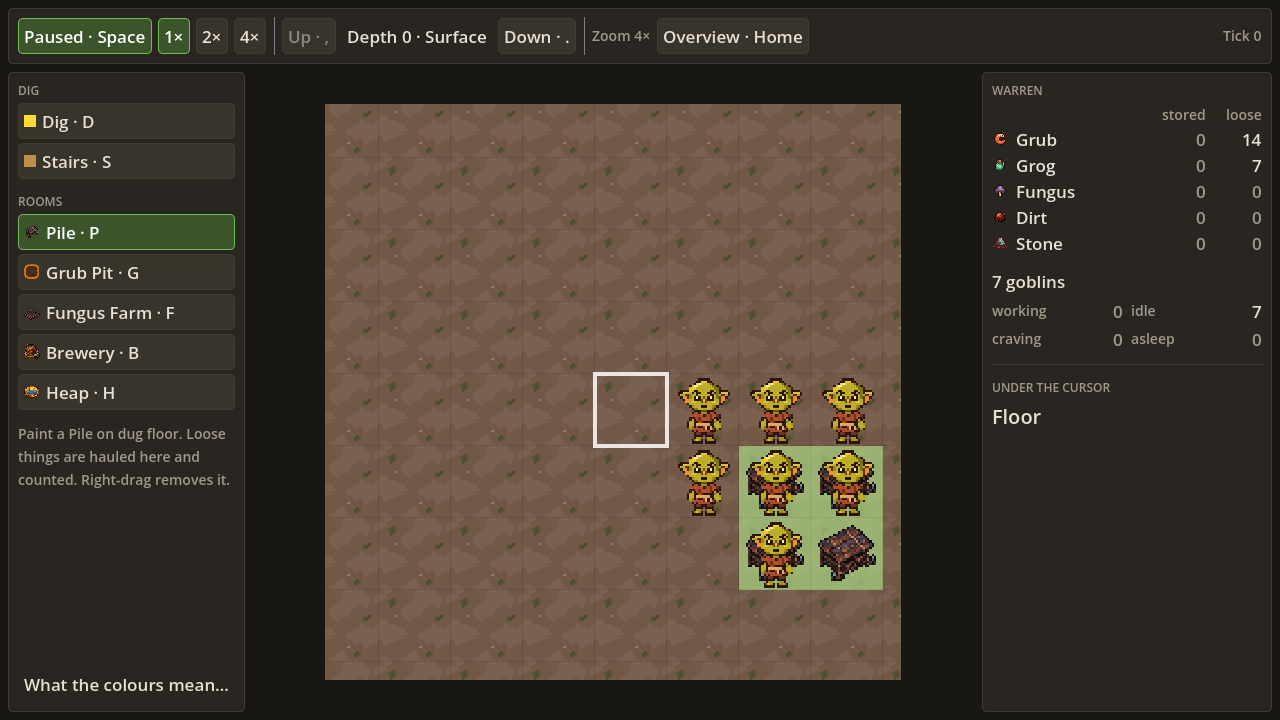 Paused · Space
1×
2×
4×
Up · ,
Depth 0 · Surface
Down · .
Zoom 4×
Overview · Home
Tick 0
DIG
Dig · D
Stairs · S
ROOMS
Pile · P
Grub Pit · G
Fungus Farm · F
Brewery · B
Heap · H
Paint a Pile on dug floor. Loose
things are hauled here and
counted. Right-drag removes it.
What the colours mean...
WARREN
stored loose
Grub 0 14
Grog 0 7
Fungus 0 0
Dirt 0 0
Stone 0 0
7 goblins
working 0 idle 7
craving 0 asleep 0
UNDER THE CURSOR
Floor